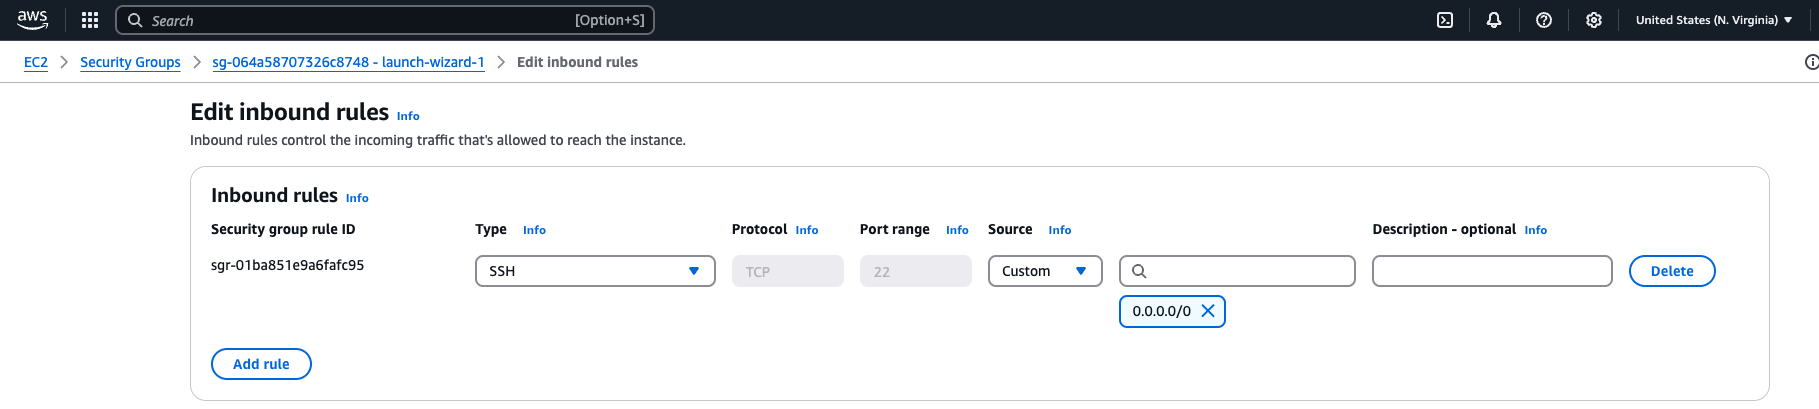 aws Search [Option+S] United States (N. Virginia)
EC2 Security Groups sg-064a58707326c8748 - launch-wizard-1 Edit inbound rules
Edit inbound rules Info
Inbound rules control the incoming traffic that's allowed to reach the instance.
Inbound rules Info
Security group rule ID Type Info Protocol Info Port range Info Source Info Description - optional Info
sgr-01ba851e9a6fafc95 SSH TCP 22 Custom Delete
0.0.0.0/0
Add rule